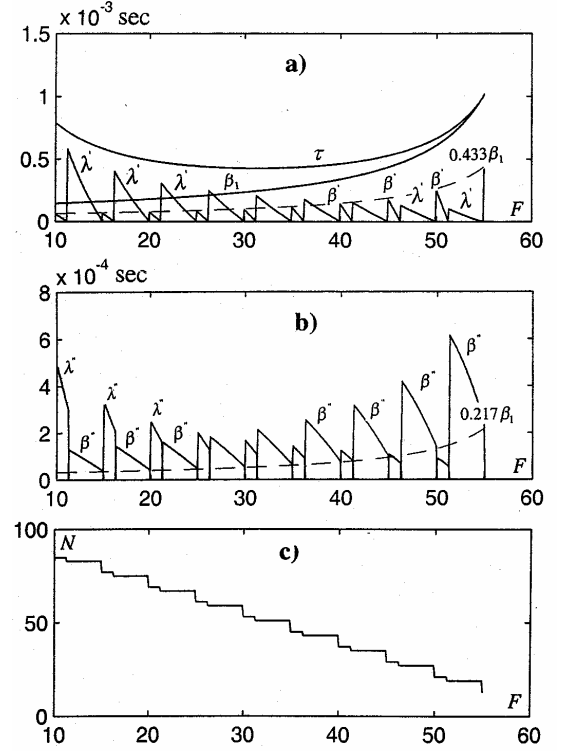 x 10⁻³ sec
1.5
a)
1
τ
0.433β₁
0.5
λ' λ' λ' β₁ β' β' λ' β' λ'
0
F
10 20 30 40 50 60
x 10⁻⁴ sec
8
b)
6
β"
λ"
4
λ" β" β" β"
λ"
0.217β₁
2
β" β" β"
0
F
10 20 30 40 50 60
100
N
c)
50
0
F
10 20 30 40 50 60